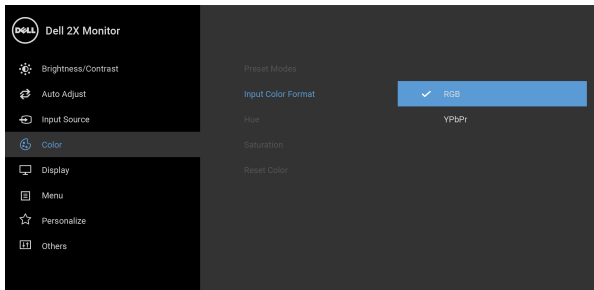 DELL Dell 2X Monitor
Brightness/Contrast
Auto Adjust
Input Source
Color
Display
Menu
Personalize
Others
Preset Modes
Input Color Format
Hue
Saturation
Reset Color
RGB
YPbPr